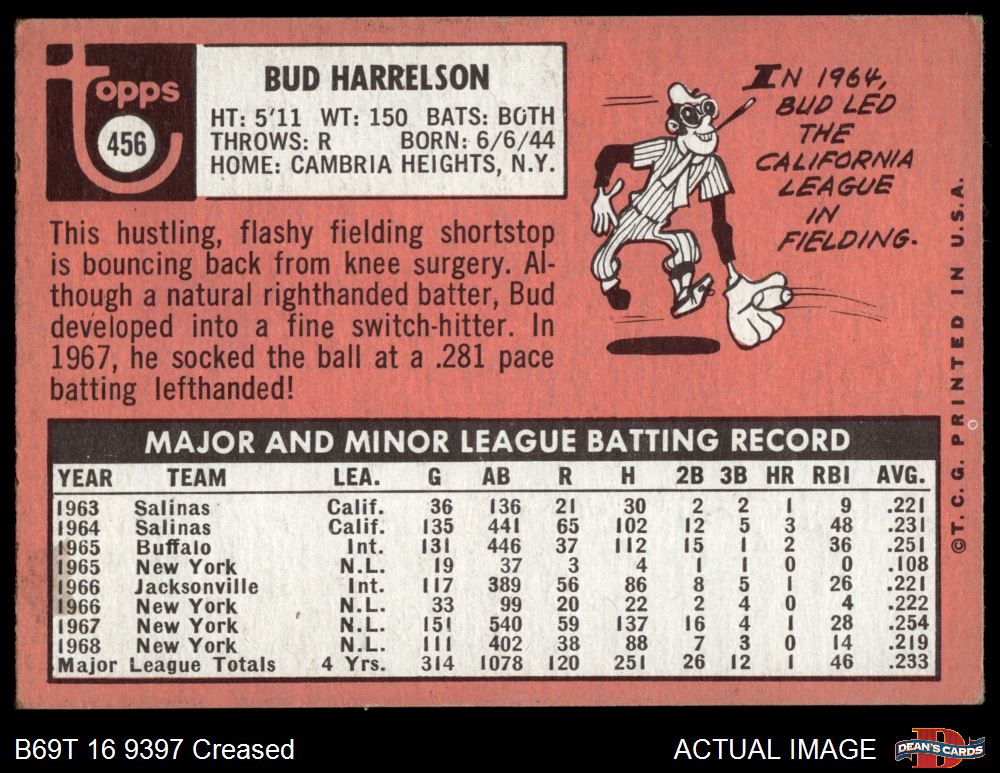 topps
456
BUD HARRELSON
HT: 5'11 WT: 150 BATS: BOTH
THROWS: R BORN: 6/6/44
HOME: CAMBRIA HEIGHTS, N.Y.
This hustling, flashy fielding shortstop
is bouncing back from knee surgery. Al-
though a natural righthanded batter, Bud
developed into a fine switch-hitter. In
1967, he socked the ball at a .281 pace
batting lefthanded!
IN 1964,
BUD LED
THE
CALIFORNIA
LEAGUE
IN
FIELDING.
©T. C. G. PRINTED IN U.S.A.
MAJOR AND MINOR LEAGUE BATTING RECORD
YEAR TEAM LEA. G AB R H 2B 3B HR RBI AVG.
1963 Salinas Calif. 36 136 21 30 2 2 1 9 .221
1964 Salinas Calif. 135 441 65 102 12 5 3 48 .231
1965 Buffalo Int. 131 446 37 112 15 1 2 36 .251
1965 New York N.L. 19 37 3 4 1 1 0 0 .108
1966 Jacksonville Int. 117 389 56 86 8 5 1 26 .221
1966 New York N.L. 33 99 20 22 2 4 0 4 .222
1967 New York N.L. 151 540 59 137 16 4 1 28 .254
1968 New York N.L. 111 402 38 88 7 3 0 14 .219
Major League Totals 4 Yrs. 314 1078 120 251 26 12 1 46 .233
B69T 16 9397 Creased
ACTUAL IMAGE
DEAN'S CARDS